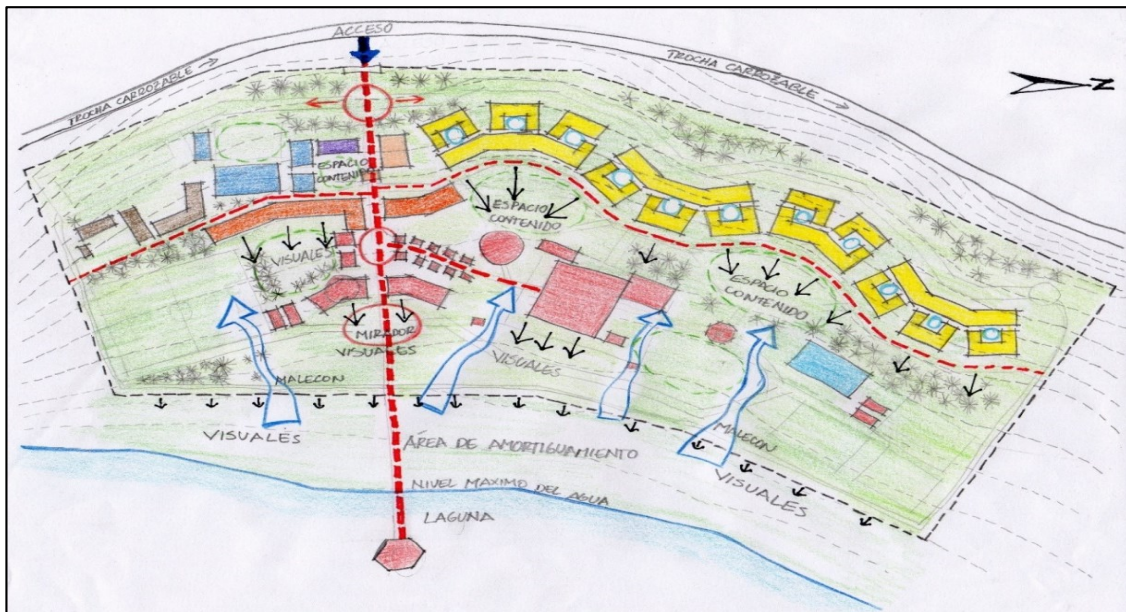 ACCESO
TROCHA CARROZABLE
TROCHA CARROZABLE
Z
ESPACIO
CONTENIDO
ESPACIO
CONTENIDO
VISUALES
ESPACIO
CONTENIDO
MIRADOR
VISUALES
VISUALES
MALECON
MALECON
VISUALES
ÁREA DE AMORTIGUAMIENTO
VISUALES
NIVEL MAXIMO DEL AGUA
LAGUNA